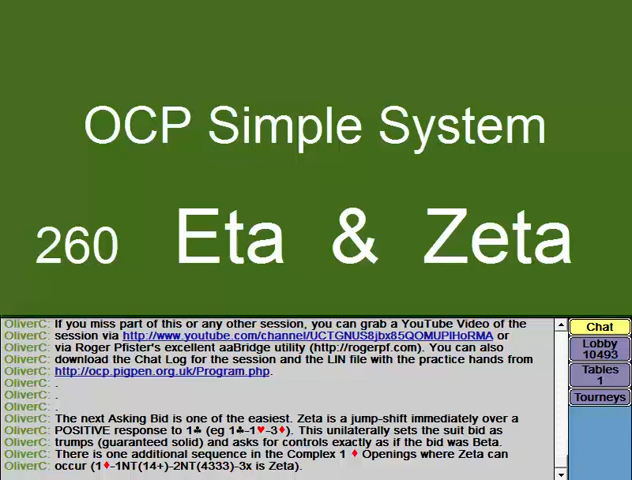 OCP Simple System
260 Eta & Zeta
OliverC: If you miss part of this or any other session, you can grab a YouTube Video of the
OliverC: session via http://www.youtube.com/channel/UCTGNUS8jbx85QOMUPIHoRMA or
OliverC: via Roger Pfister's excellent aaBridge utility (http://rogerpf.com). You can also
OliverC: download the Chat Log for the session and the LIN file with the practice hands from
OliverC: http://ocp.pigpen.org.uk/Program.php.
OliverC: .
OliverC: .
OliverC: .
OliverC: The next Asking Bid is one of the easiest. Zeta is a jump-shift immediately over a
OliverC: POSITIVE response to 1♣ (eg 1♣-1♥-3♦). This unilaterally sets the suit bid as
OliverC: trumps (guaranteed solid) and asks for controls exactly as if the bid was Beta.
OliverC: There is one additional sequence in the Complex 1 ♦ Openings where Zeta can
OliverC: occur (1♦-1NT(14+)-2NT(4333)-3x is Zeta).
Chat
Lobby
10493
Tables
1
Tourneys